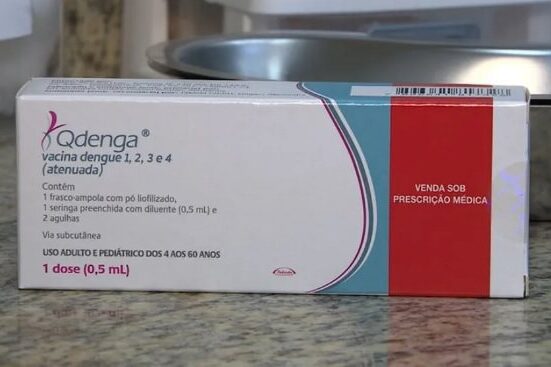 Qdenga®
vacina dengue 1, 2, 3 e 4
(atenuada)
Contém
1 frasco-ampola com pó liofilizado,
1 seringa preenchida com diluente (0,5 mL) e
2 agulhas
Via subcutânea
USO ADULTO E PEDIÁTRICO DOS 4 AOS 60 ANOS
1 dose (0,5 mL)
Takeda
VENDA SOB
PRESCRIÇÃO MÉDICA